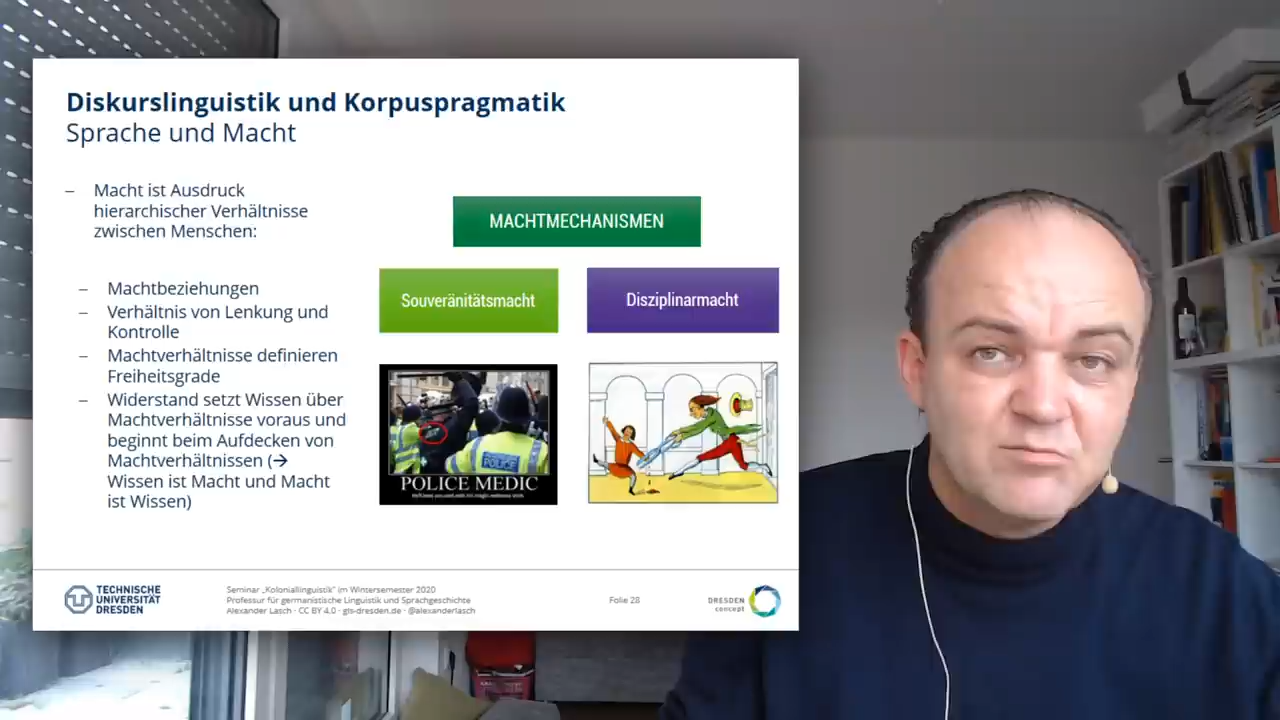 Diskurslinguistik und Korpuspragmatik
Sprache und Macht
– Macht ist Ausdruck
hierarchischer Verhältnisse
zwischen Menschen:
– Machtbeziehungen
– Verhältnis von Lenkung und
Kontrolle
– Machtverhältnisse definieren
Freiheitsgrade
– Widerstand setzt Wissen über
Machtverhältnisse voraus und
beginnt beim Aufdecken von
Machtverhältnissen (→
Wissen ist Macht und Macht
ist Wissen)
MACHTMECHANISMEN
Souveränitätsmacht
Disziplinarmacht
POLICE
POLICE MEDIC
TECHNISCHE
UNIVERSITÄT
DRESDEN
Seminar „Koloniallinguistik" im Wintersemester 2020
Professur für germanistische Linguistik und Sprachgeschichte
Alexander Lasch · CC BY 4.0 · gls-dresden.de · @alexanderlasch
Folie 28
DRESDEN
concept